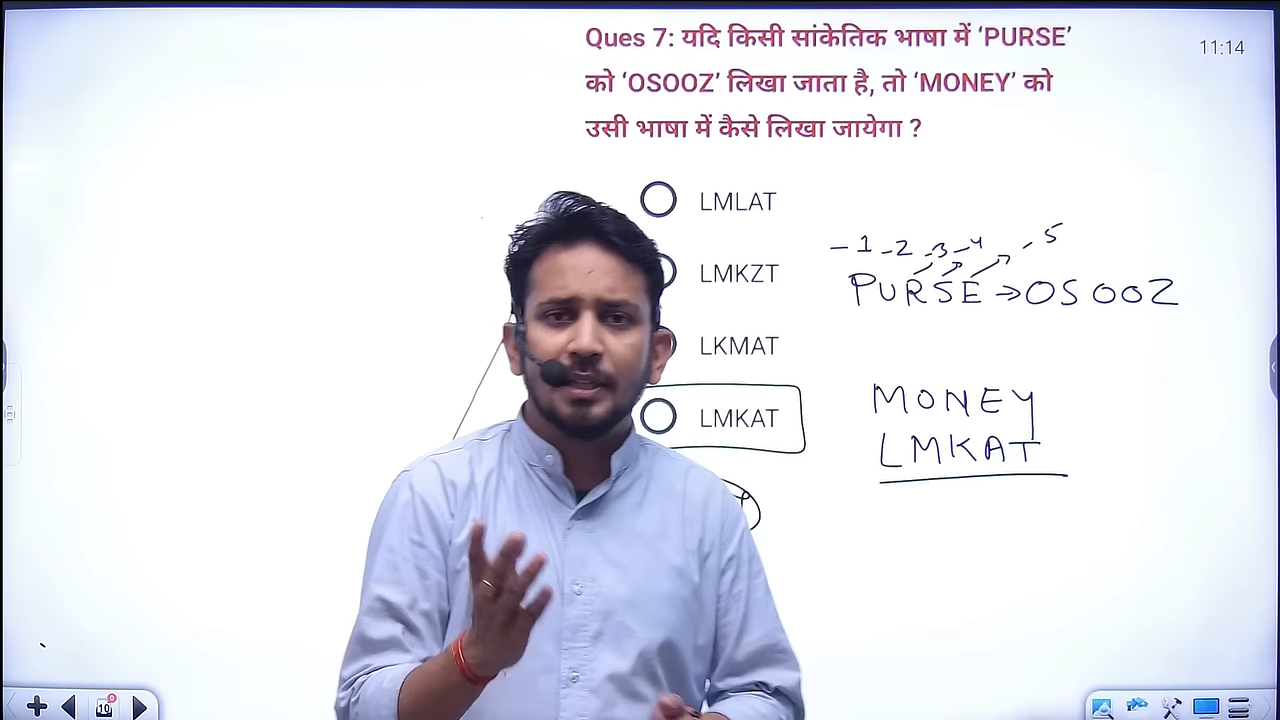 Ques 7: यदि किसी सांकेतिक भाषा में ‘PURSE’
को ‘OSOOZ’ लिखा जाता है, तो ‘MONEY’ को
उसी भाषा में कैसे लिखा जायेगा ?
11:14
LMLAT
LMKZT
LKMAT
LMKAT
-1 -2 -3 -4 -5
PURSE → OSOOZ
MONEY
LMKAT
10